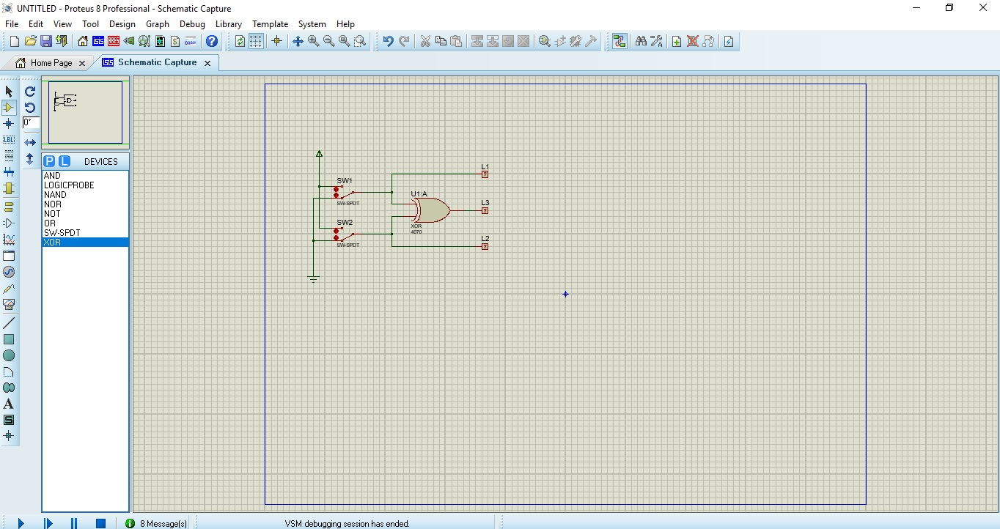 UNTITLED - Proteus 8 Professional - Schematic Capture
File Edit View Tool Design Graph Debug Library Template System Help
Home Page
Schematic Capture
0°
LBL
P L DEVICES
AND
LOGICPROBE
NAND
NOR
NOT
OR
SW-SPDT
XOR
L1
?
SW1
SW-SPDT
U1:A
XOR
4070
L3
?
SW2
SW-SPDT
L2
?
A
S
8 Message(s)
VSM debugging session has ended.